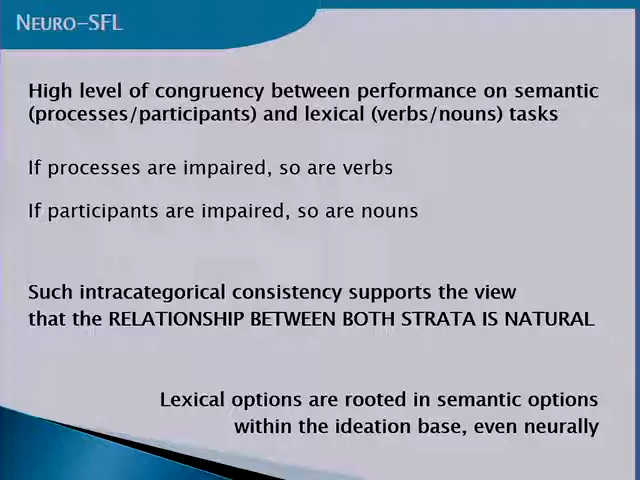 NEURO-SFL
High level of congruency between performance on semantic
(processes/participants) and lexical (verbs/nouns) tasks
If processes are impaired, so are verbs
If participants are impaired, so are nouns
Such intracategorical consistency supports the view
that the RELATIONSHIP BETWEEN BOTH STRATA IS NATURAL
Lexical options are rooted in semantic options
within the ideation base, even neurally